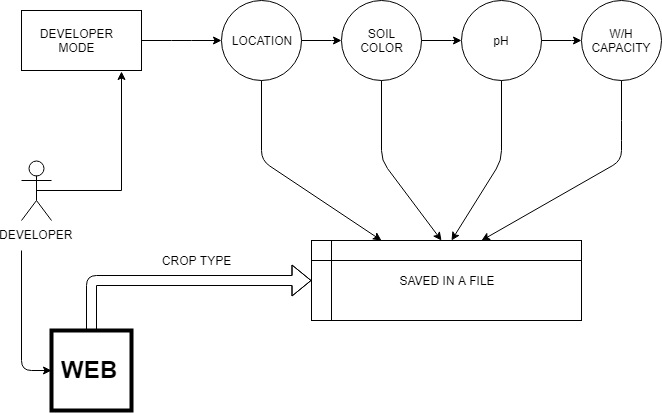 DEVELOPER
MODE
LOCATION
SOIL
COLOR
pH
W/H
CAPACITY
DEVELOPER
CROP TYPE
SAVED IN A FILE
WEB